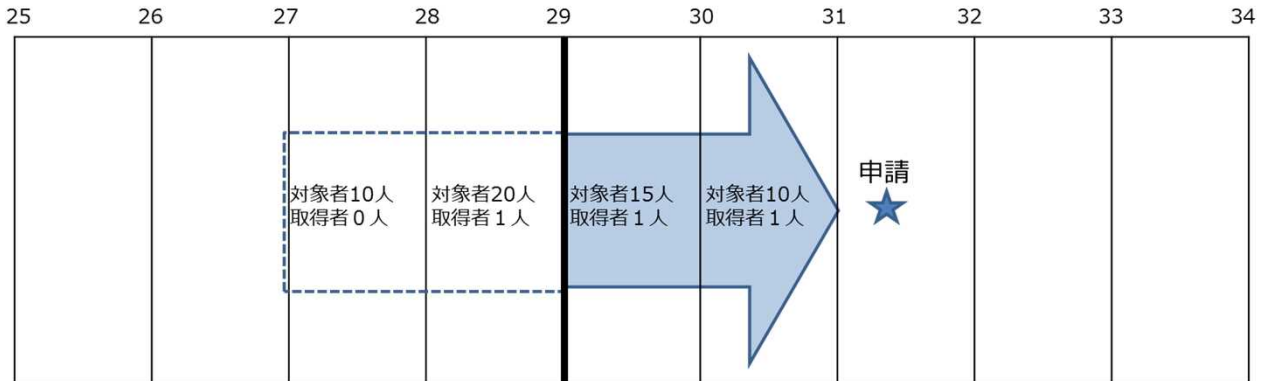 25 26 27 28 29 30 31 32 33 34
申請
対象者10人 対象者20人 対象者15人 対象者10人
取得者０人 取得者１人 取得者１人 取得者１人